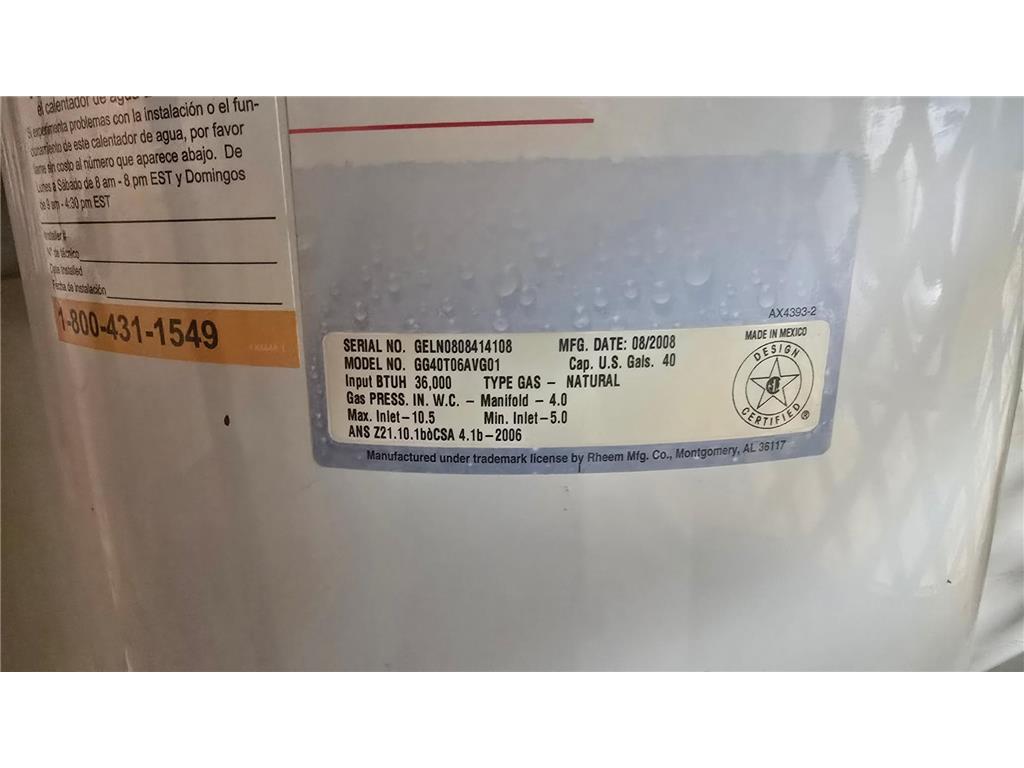 el calentador de agua
Si experimenta problemas con la instalación o el fun-
cionamiento de este calentador de agua, por favor
llame sin costo al número que aparece abajo. De
Lunes a Sábado de 8 am - 8 pm EST y Domingos
de 9 am - 4:30 pm EST
Installer #
N° de técnico
Date Installed
Fecha de Instalación
1-800-431-1549
AX4393-2
SERIAL NO. GELN0808414108 MFG. DATE: 08/2008
MODEL NO. GG40T06AVG01 Cap. U.S. Gals. 40
Input BTUH 36,000 TYPE GAS – NATURAL
Gas PRESS. IN. W.C. – Manifold – 4.0
Max. Inlet–10.5 Min. Inlet–5.0
ANS Z21.10.1bòCSA 4.1b–2006
MADE IN MEXICO
DESIGN
CERTIFIED
®
Manufactured under trademark license by Rheem Mfg. Co., Montgomery, AL 36117